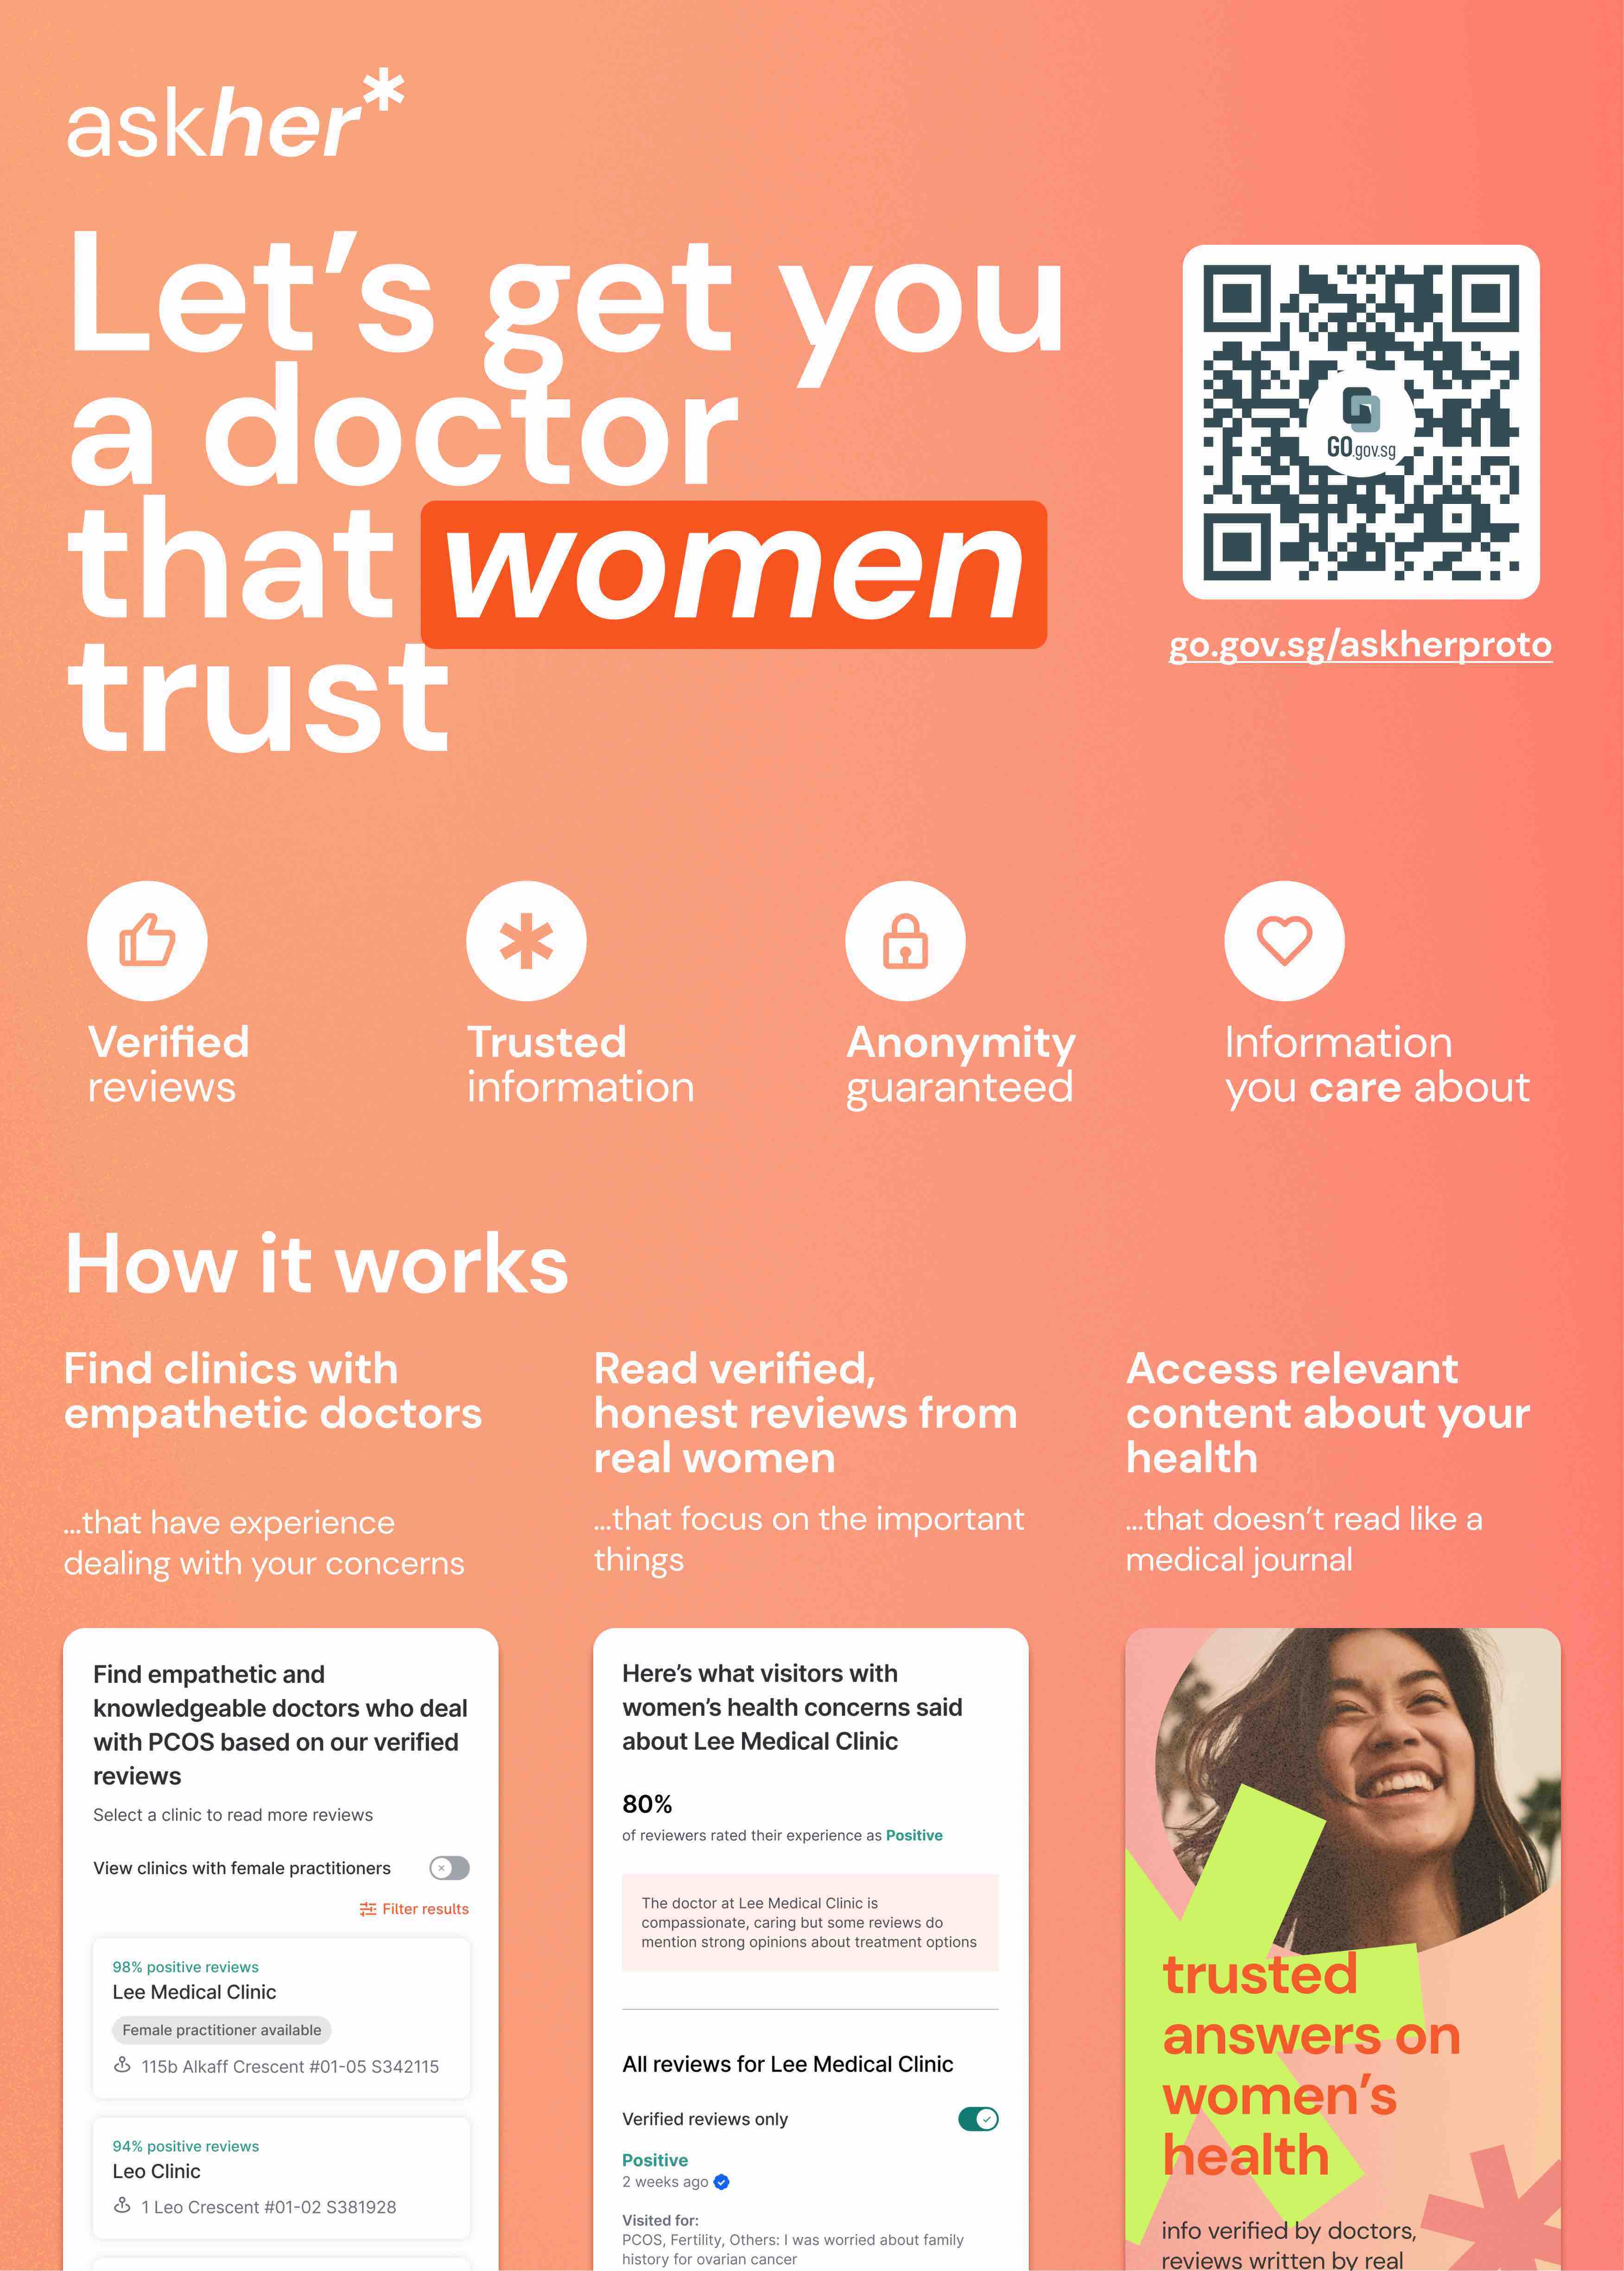 askher*
Let's get you
a doctor
that women
trust
GO.gov.sg
go.gov.sg/askherproto
Verified
reviews
Trusted
information
Anonymity
guaranteed
Information
you care about
How it works
Find clinics with
empathetic doctors
...that have experience
dealing with your concerns
Read verified,
honest reviews from
real women
...that focus on the important
things
Access relevant
content about your
health
...that doesn't read like a
medical journal
Find empathetic and
knowledgeable doctors who deal
with PCOS based on our verified
reviews
Select a clinic to read more reviews
View clinics with female practitioners
Filter results
98% positive reviews
Lee Medical Clinic
Female practitioner available
115b Alkaff Crescent #01-05 S342115
94% positive reviews
Leo Clinic
1 Leo Crescent #01-02 S381928
Here's what visitors with
women's health concerns said
about Lee Medical Clinic
80%
of reviewers rated their experience as Positive
The doctor at Lee Medical Clinic is
compassionate, caring but some reviews do
mention strong opinions about treatment options
All reviews for Lee Medical Clinic
Verified reviews only
Positive
2 weeks ago
Visited for:
PCOS, Fertility, Others: I was worried about family
history for ovarian cancer
trusted
answers on
women's
health
info verified by doctors,
reviews written by real